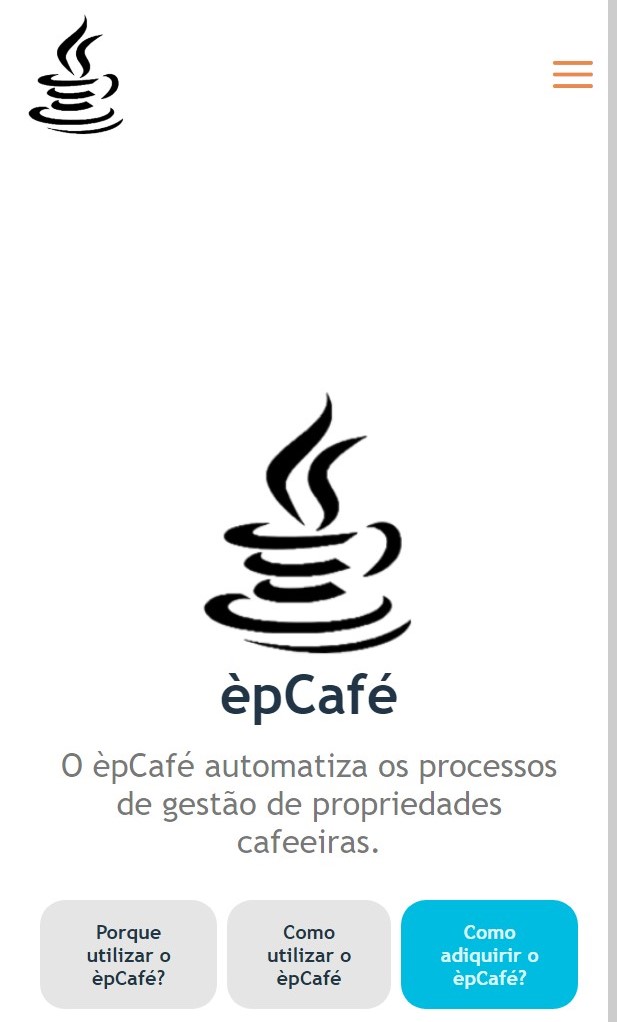 èpCafé
O èpCafé automatiza os processos
de gestão de propriedades
cafeeiras.
Porque
utilizar o
èpCafé?
Como
utilizar o
èpCafé
Como
adiquirir o
èpCafé?